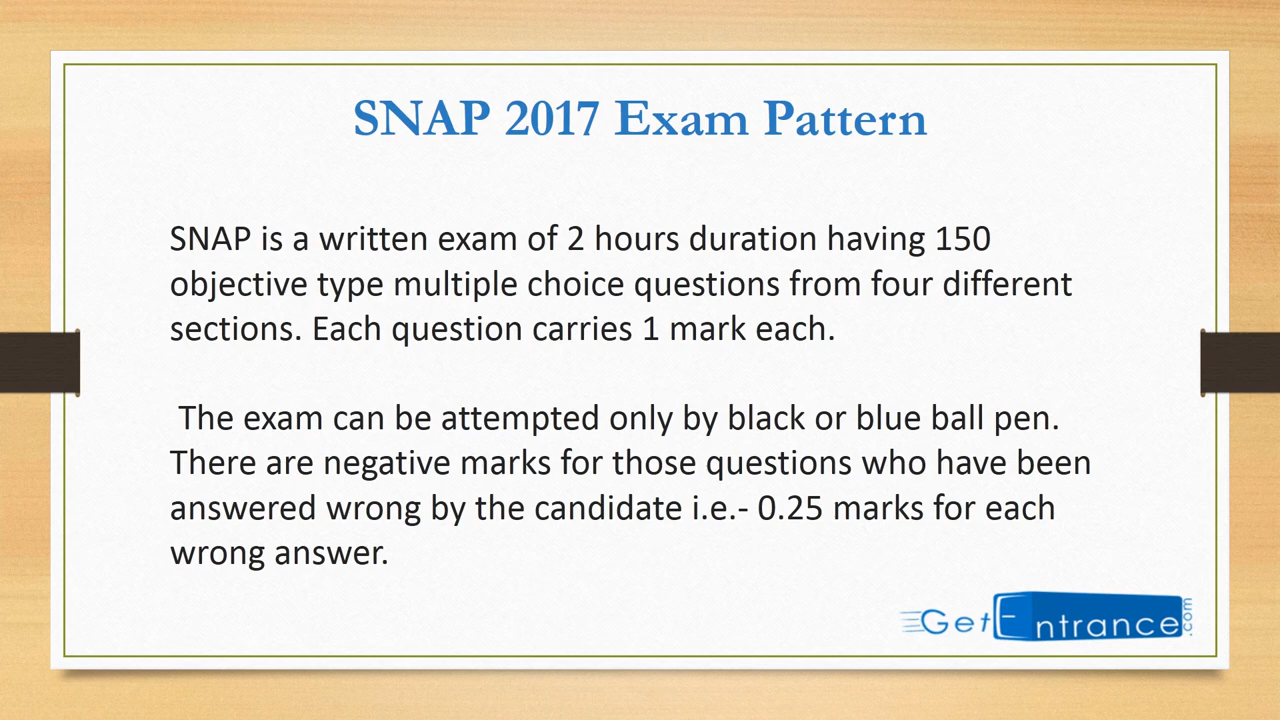 SNAP 2017 Exam Pattern
SNAP is a written exam of 2 hours duration having 150
objective type multiple choice questions from four different
sections. Each question carries 1 mark each.
The exam can be attempted only by black or blue ball pen.
There are negative marks for those questions who have been
answered wrong by the candidate i.e.- 0.25 marks for each
wrong answer.
GetEntrance.com